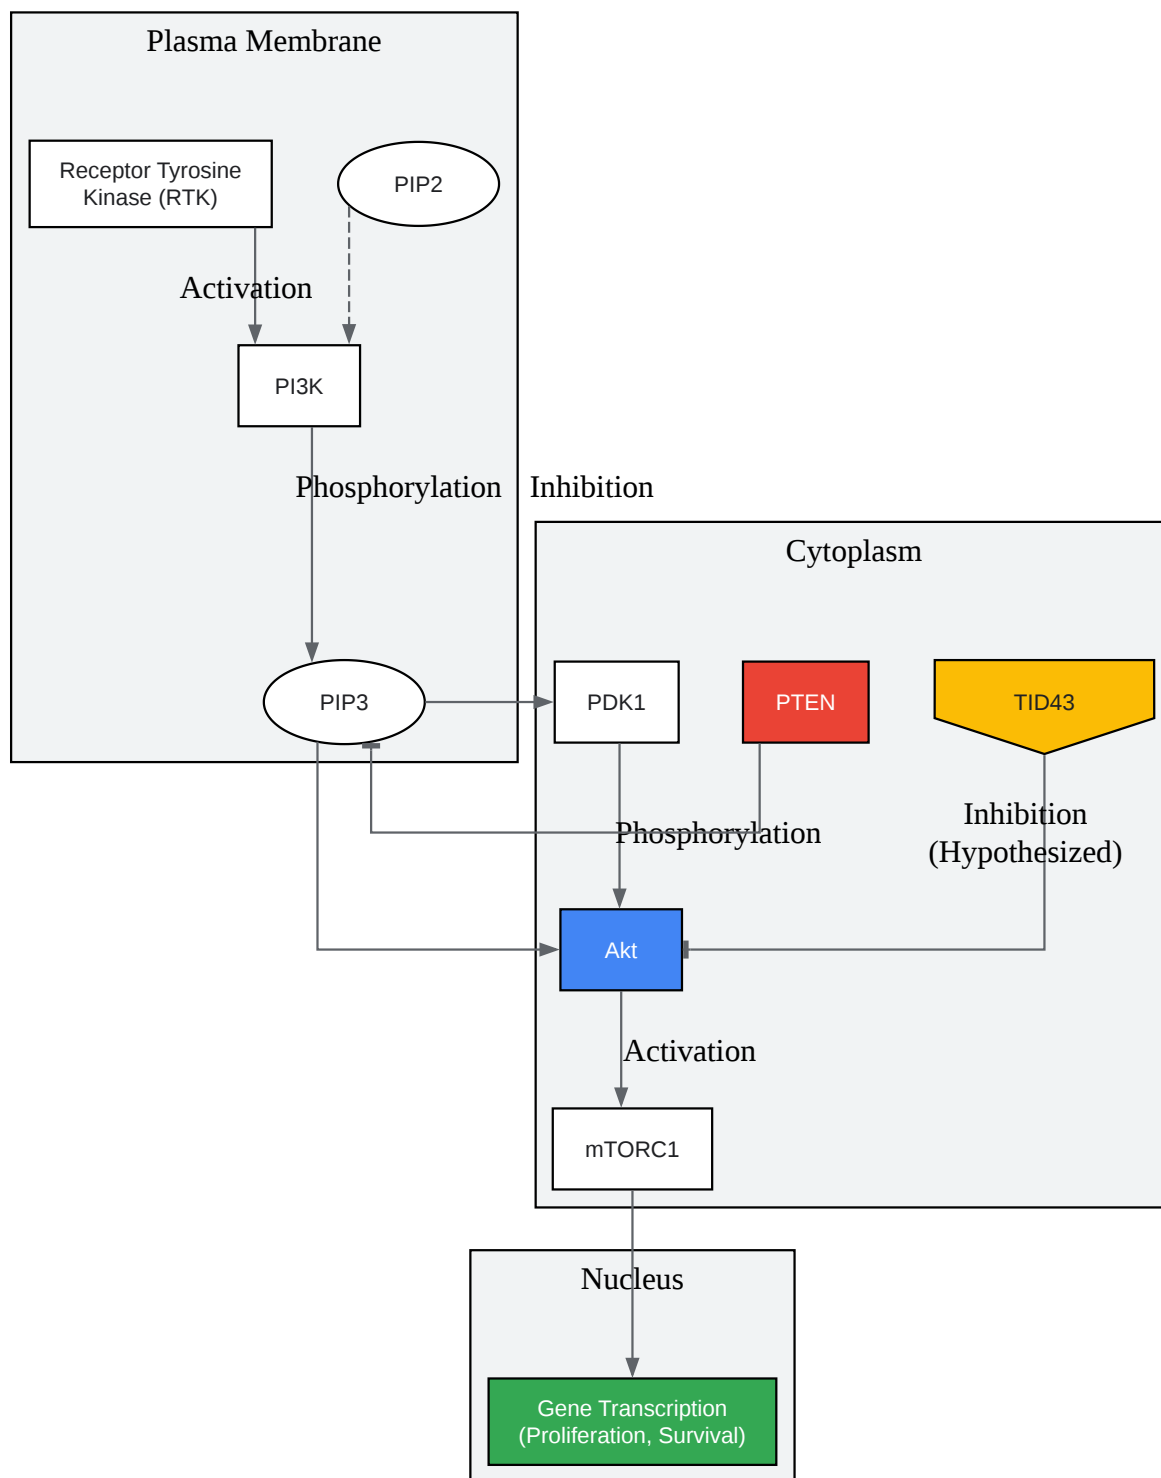 Plasma Membrane
Receptor Tyrosine
Kinase (RTK)
PIP2
Activation
PI3K
Phosphorylation
Inhibition
Cytoplasm
PIP3
PDK1
PTEN
TID43
Phosphorylation
Inhibition
(Hypothesized)
Akt
Activation
mTORC1
Nucleus
Gene Transcription
(Proliferation, Survival)